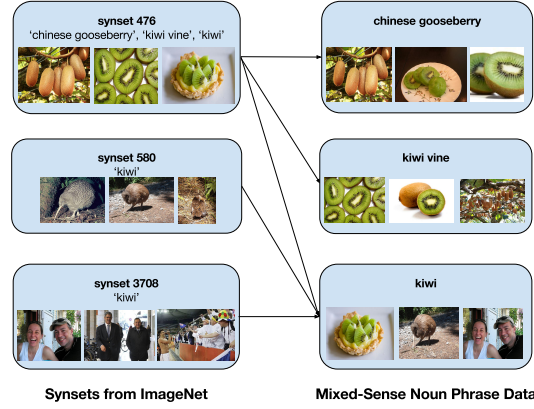 synset 476
'chinese gooseberry', 'kiwi vine', 'kiwi'
chinese gooseberry
synset 580
'kiwi'
kiwi vine
synset 3708
'kiwi'
kiwi
Synsets from ImageNet
Mixed-Sense Noun Phrase Data